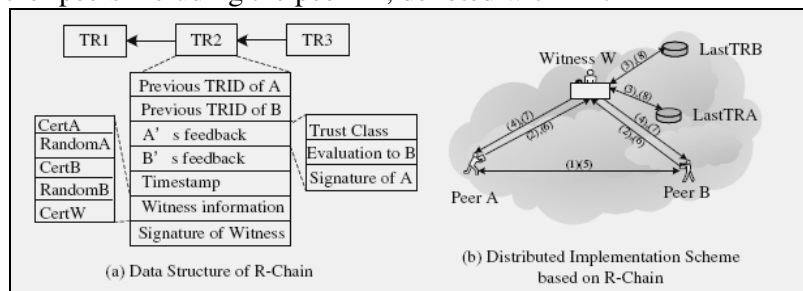 TR1
TR2
TR3
Previous TRID of A
Previous TRID of B
A' s feedback
B' s feedback
Timestamp
Witness information
Signature of Witness
CertA
RandomA
CertB
RandomB
CertW
Trust Class
Evaluation to B
Signature of A
(a) Data Structure of R-Chain
Witness W
LastTRB
LastTRA
(3),(8)
(3),(8)
(4),(7)
(2),(6)
(4),(7)
(2),(6)
(1)(5)
Peer A
Peer B
(b) Distributed Implementation Scheme
based on R-Chain